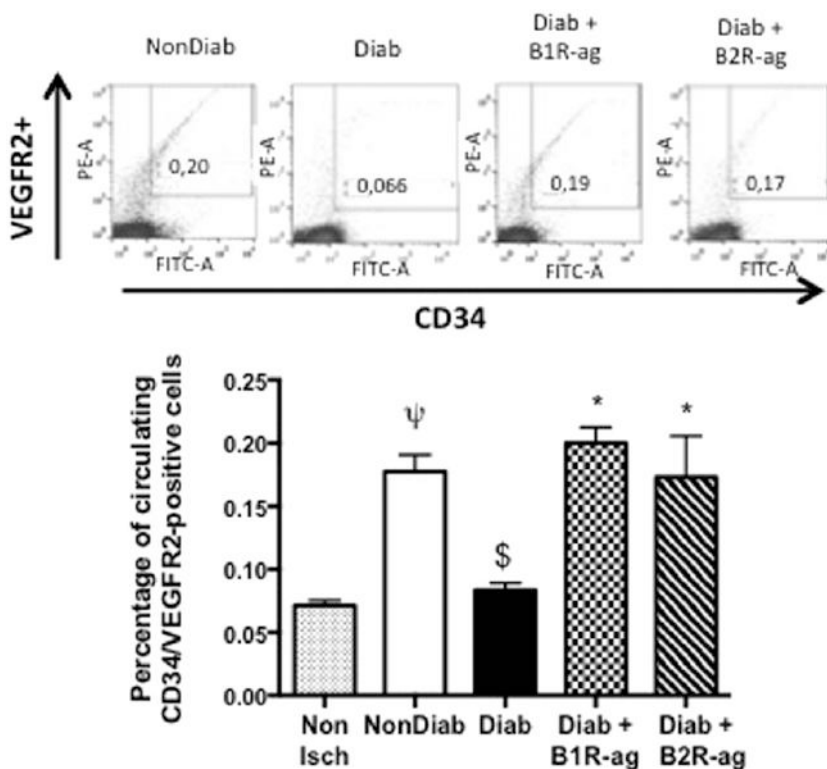 NonDiab
Diab
Diab +
B1R-ag
Diab +
B2R-ag
VEGFR2+
PE-A
0,20
FITC-A
PE-A
0,066
FITC-A
PE-A
0,19
FITC-A
PE-A
0,17
FITC-A
CD34
Percentage of circulating
CD34/VEGFR2-positive cells
0.25
0.20
0.15
0.10
0.05
0.00
ψ
$
*
*
Non
Isch
NonDiab
Diab
Diab +
B1R-ag
Diab +
B2R-ag